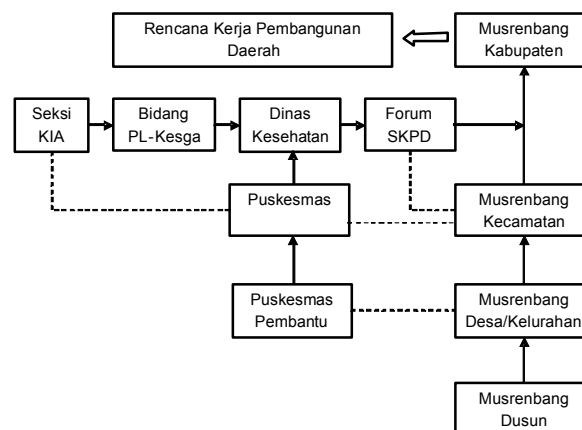 Rencana Kerja Pembangunan
Daerah
Musrenbang
Kabupaten
Seksi
KIA
Bidang
PL-Kesga
Dinas
Kesehatan
Forum
SKPD
Puskesmas
Musrenbang
Kecamatan
Puskesmas
Pembantu
Musrenbang
Desa/Kelurahan
Musrenbang
Dusun